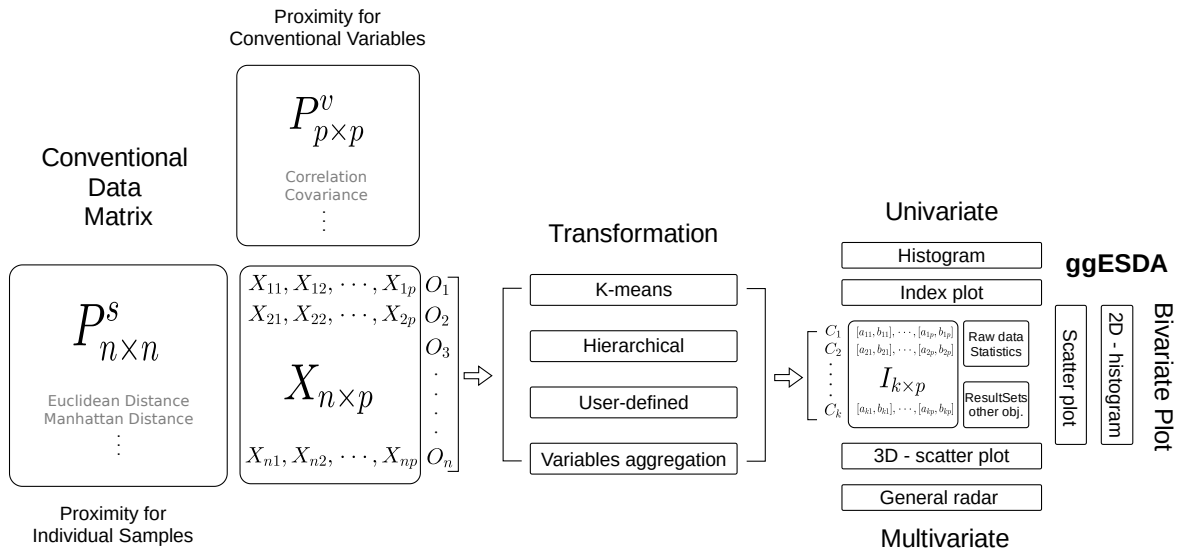 Proximity for
Conventional Variables
P^v_{p×p}
Correlation
Covariance
⋮
Conventional
Data
Matrix
P^s_{n×n}
Euclidean Distance
Manhattan Distance
⋮
Proximity for
Individual Samples
X_{11}, X_{12}, ⋯, X_{1p} O_1
X_{21}, X_{22}, ⋯, X_{2p} O_2
O_3
X_{n×p}
X_{n1}, X_{n2}, ⋯, X_{np} O_n
Transformation
K-means
Hierarchical
User-defined
Variables aggregation
Univariate
Histogram
Index plot
C_1 [a_{11}, b_{11}], ⋯, [a_{1p}, b_{1p}]
C_2 [a_{21}, b_{21}], ⋯, [a_{2p}, b_{2p}]
I_{k×p}
C_k [a_{k1}, b_{k1}], ⋯, [a_{kp}, b_{kp}]
Raw data
Statistics
ResultSets
other obj.
3D - scatter plot
General radar
Multivariate
ggESDA
Scatter plot
2D - histogram
Bivariate Plot